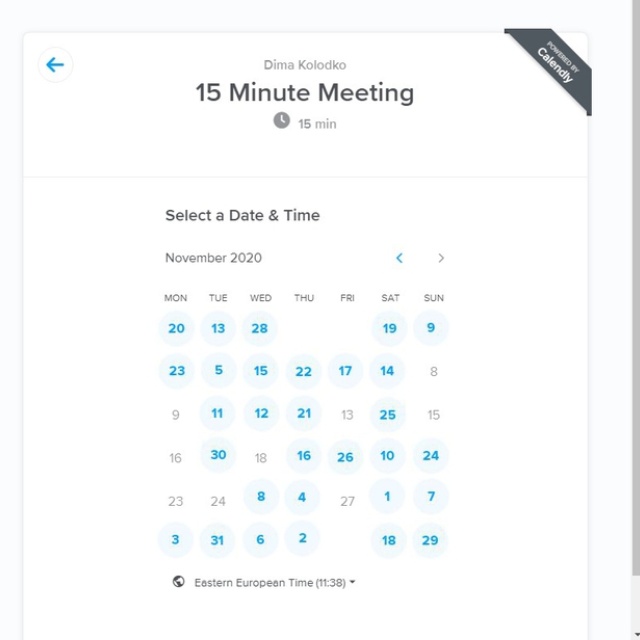 POWERED BY
Calendly
Dima Kolodko
15 Minute Meeting
15 min
Select a Date & Time
November 2020
MON TUE WED THU FRI SAT SUN
20 13 28 19 9
23 5 15 22 17 14 8
9 11 12 21 13 25 15
16 30 18 16 26 10 24
23 24 8 4 27 1 7
3 31 6 2 18 29
Eastern European Time (11:38)